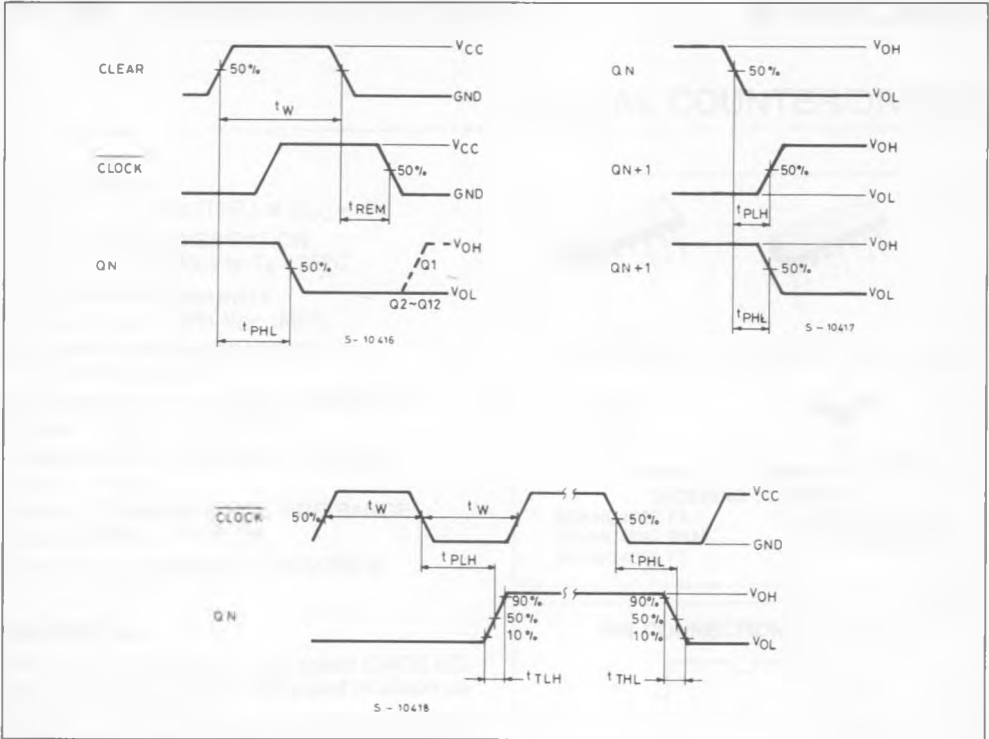 CLEAR
50%
VCC
GND
tW
CLOCK
VCC
50%
GND
tREM
QN
50%
VOH
Q1
VOL
Q2~Q12
tPHL
S-10416
QN
50%
VOH
VOL
QN+1
VOH
50%
VOL
tPLH
QN+1
VOH
50%
VOL
tPHL
S-10417
CLOCK
50%
tW
tW
50%
VCC
GND
tPLH
tPHL
QN
90%
50%
10%
90%
50%
10%
VOH
VOL
tTLH
tTHL
S-10418